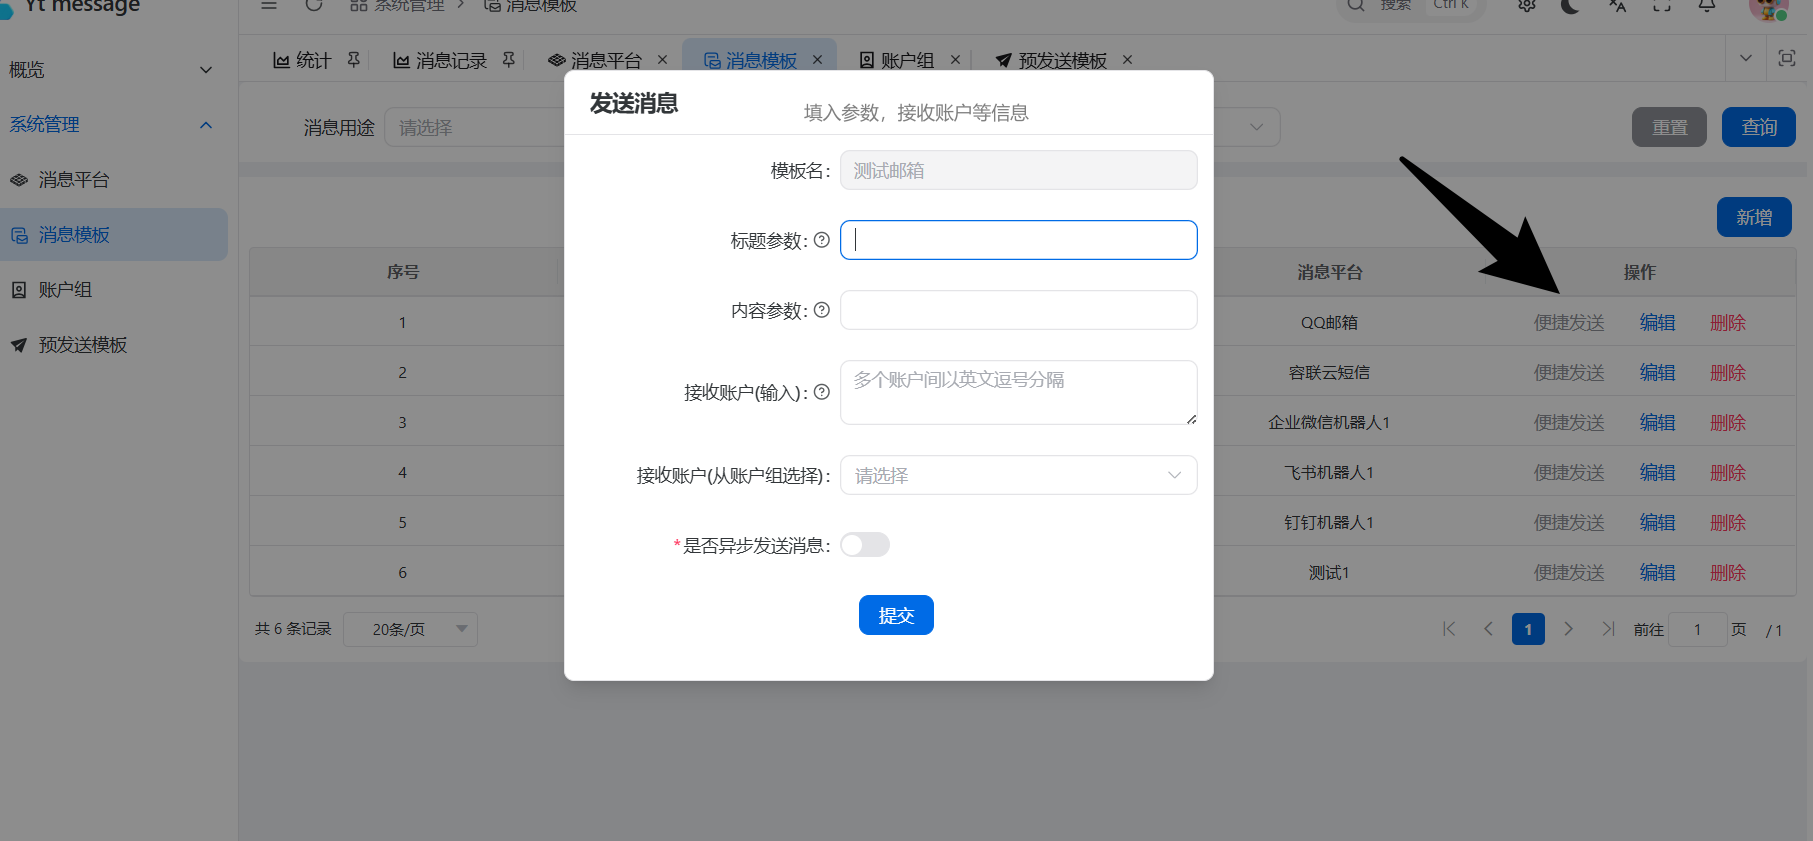 Yt message
系统管理
消息模板
搜索
Ctrl K
概览
系统管理
消息平台
消息模板
账户组
预发送模板
统计
消息记录
消息平台
消息模板
账户组
预发送模板
消息用途
请选择
重置
查询
新增
序号
消息平台
操作
1
QQ邮箱
便捷发送
编辑
删除
2
容联云短信
便捷发送
编辑
删除
3
企业微信机器人1
便捷发送
编辑
删除
4
飞书机器人1
便捷发送
编辑
删除
5
钉钉机器人1
便捷发送
编辑
删除
6
测试1
便捷发送
编辑
删除
共 6 条记录
20条/页
1
前往
1
页
/ 1
发送消息
填入参数，接收账户等信息
模板名:
测试邮箱
标题参数:
内容参数:
接收账户(输入):
多个账户间以英文逗号分隔
接收账户(从账户组选择):
请选择
*是否异步发送消息:
提交